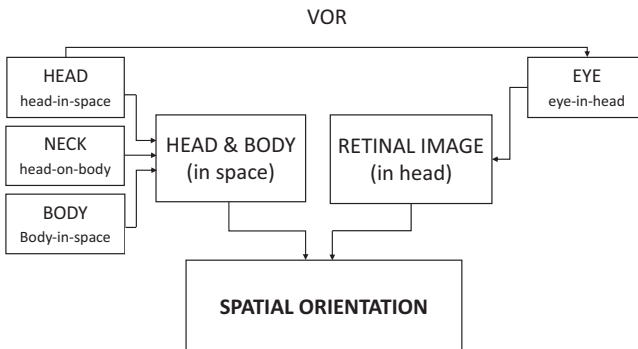 VOR
HEAD
head-in-space
EYE
eye-in-head
NECK
head-on-body
HEAD & BODY
(in space)
RETINAL IMAGE
(in head)
BODY
Body-in-space
SPATIAL ORIENTATION